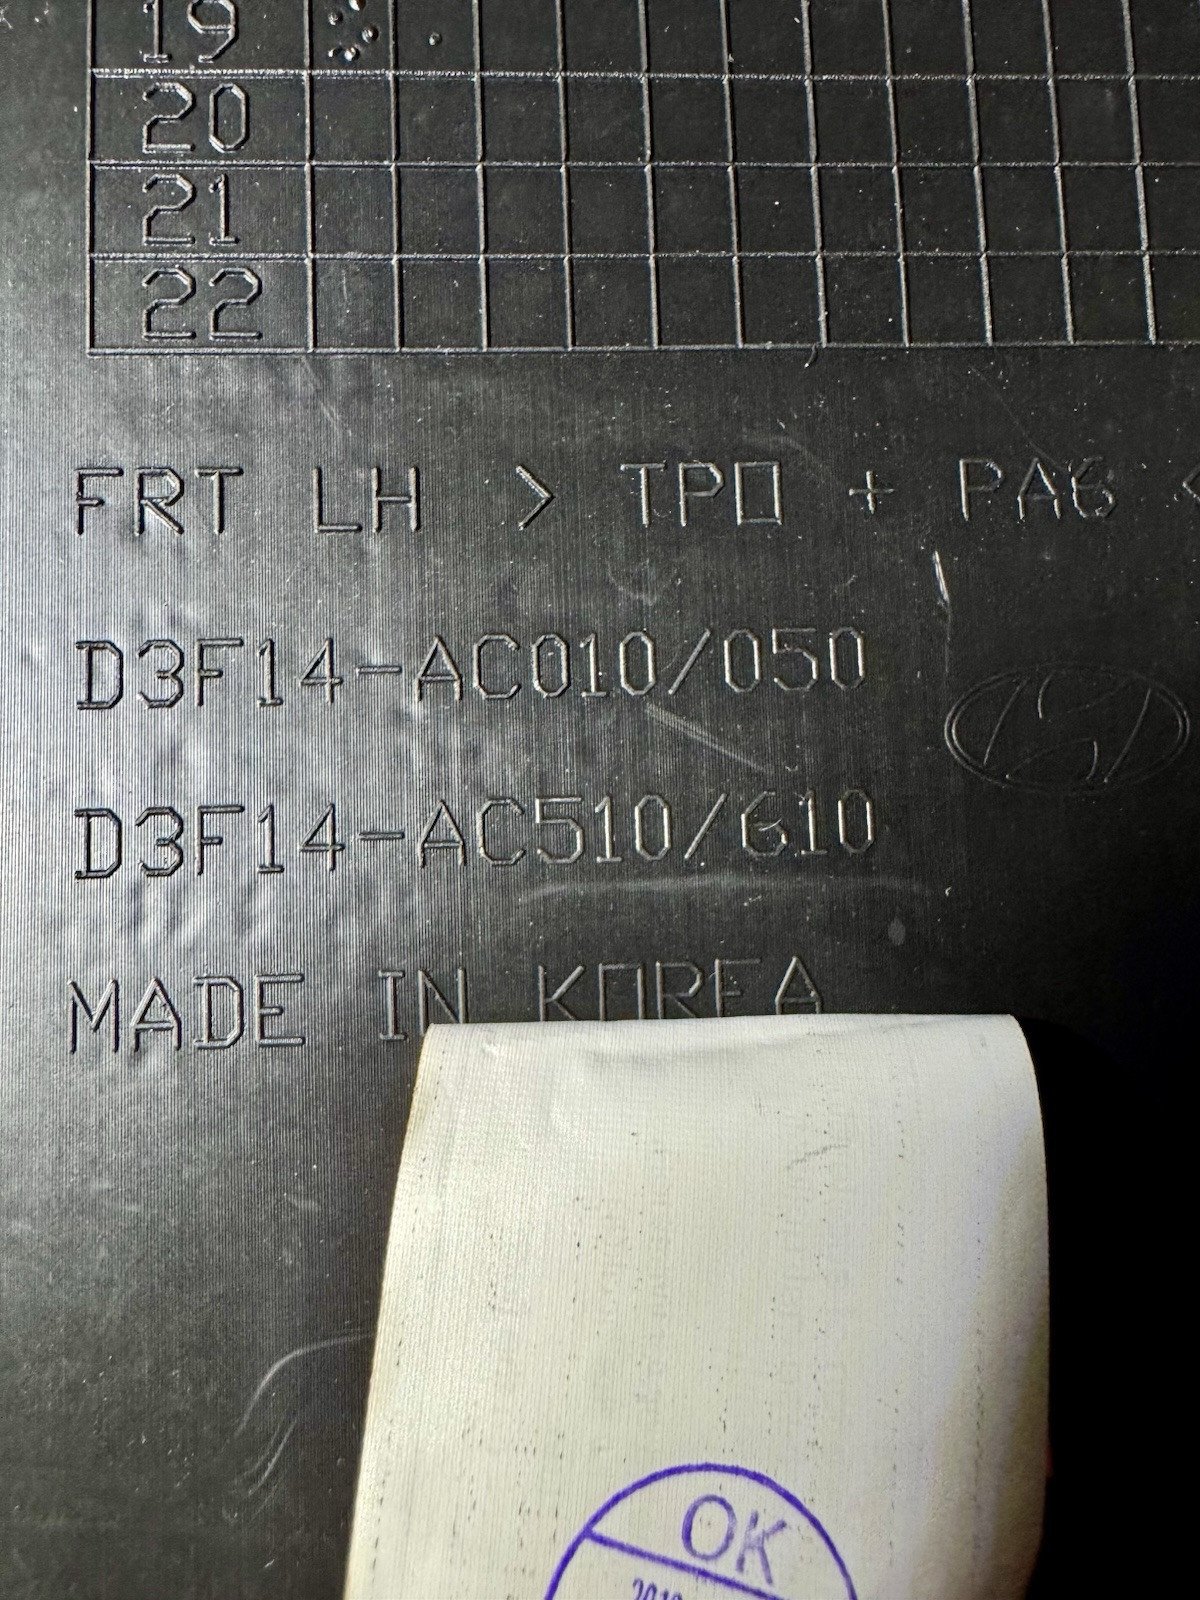 19
20
21
22
FRT LH > TPO + PA6 <
D3F14-AC010/050
D3F14-AC510/610
MADE IN KOREA
OK